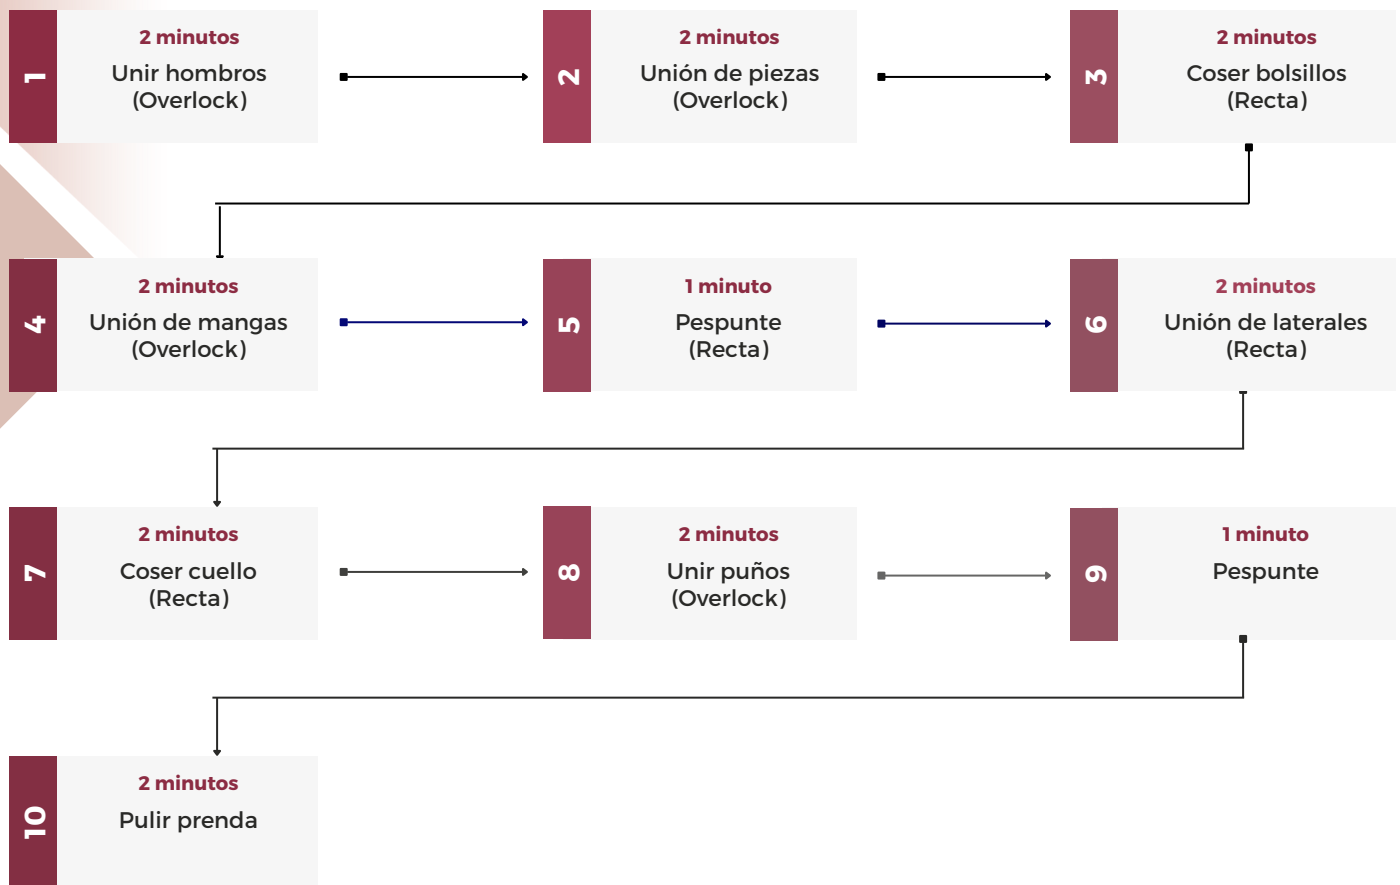 1
2 minutos
Unir hombros
(Overlock)
2
2 minutos
Unión de piezas
(Overlock)
3
2 minutos
Coser bolsillos
(Recta)
4
2 minutos
Unión de mangas
(Overlock)
5
1 minuto
Pespunte
(Recta)
6
2 minutos
Unión de laterales
(Recta)
7
2 minutos
Coser cuello
(Recta)
8
2 minutos
Unir puños
(Overlock)
9
1 minuto
Pespunte
10
2 minutos
Pulir prenda